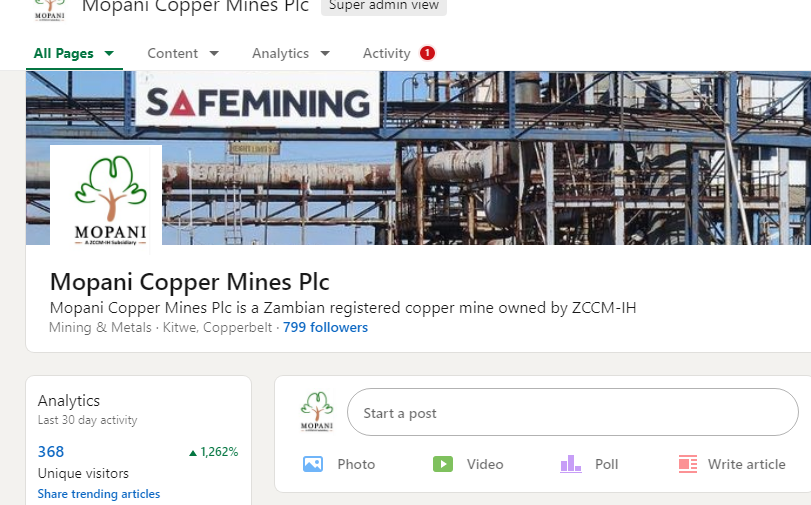 MOPANI
Mopani Copper Mines Plc
Super admin view
All Pages
Content
Analytics
Activity
1
SAFEMINING
MOPANI
A ZCCM-IH Subsidiary
Mopani Copper Mines Plc
Mopani Copper Mines Plc is a Zambian registered copper mine owned by ZCCM-IH
Mining & Metals · Kitwe, Copperbelt · 799 followers
Analytics
Last 30 day activity
368
1,262%
Unique visitors
Share trending articles
MOPANI
Start a post
Photo
Video
Poll
Write article